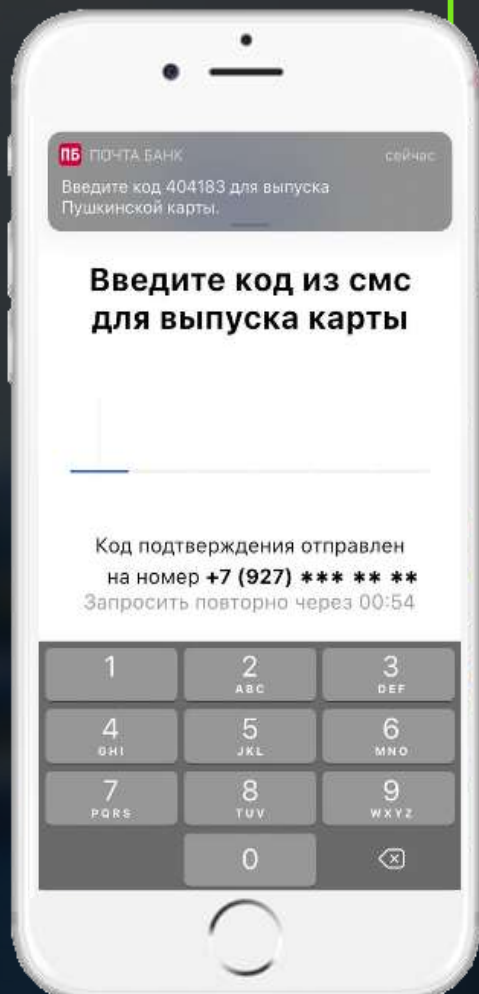 ПБ ПОЧТА БАНК сейчас
Введите код 404183 для выпуска
Пушкинской карты.
Введите код из смс
для выпуска карты
Код подтверждения отправлен
на номер +7 (927) *** ** **
Запросить повторно через 00:54
1 2 3
ABC DEF
4 5 6
GHI JKL MNO
7 8 9
PQRS TUV WXYZ
0